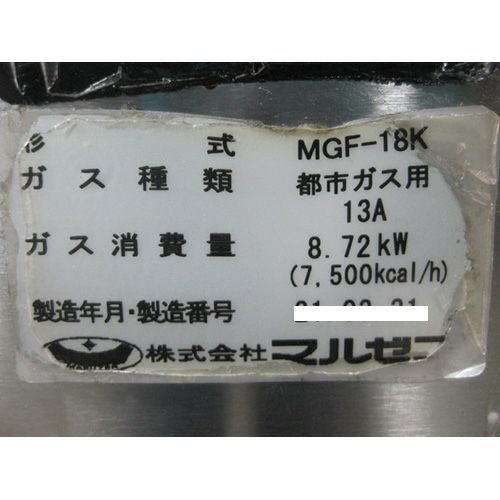 形 式 MGF-18K
ガス種類 都市ガス用
13A
ガス消費量 8.72kW
(7,500kcal/h)
製造年月・製造番号
株式会社 マルゼン